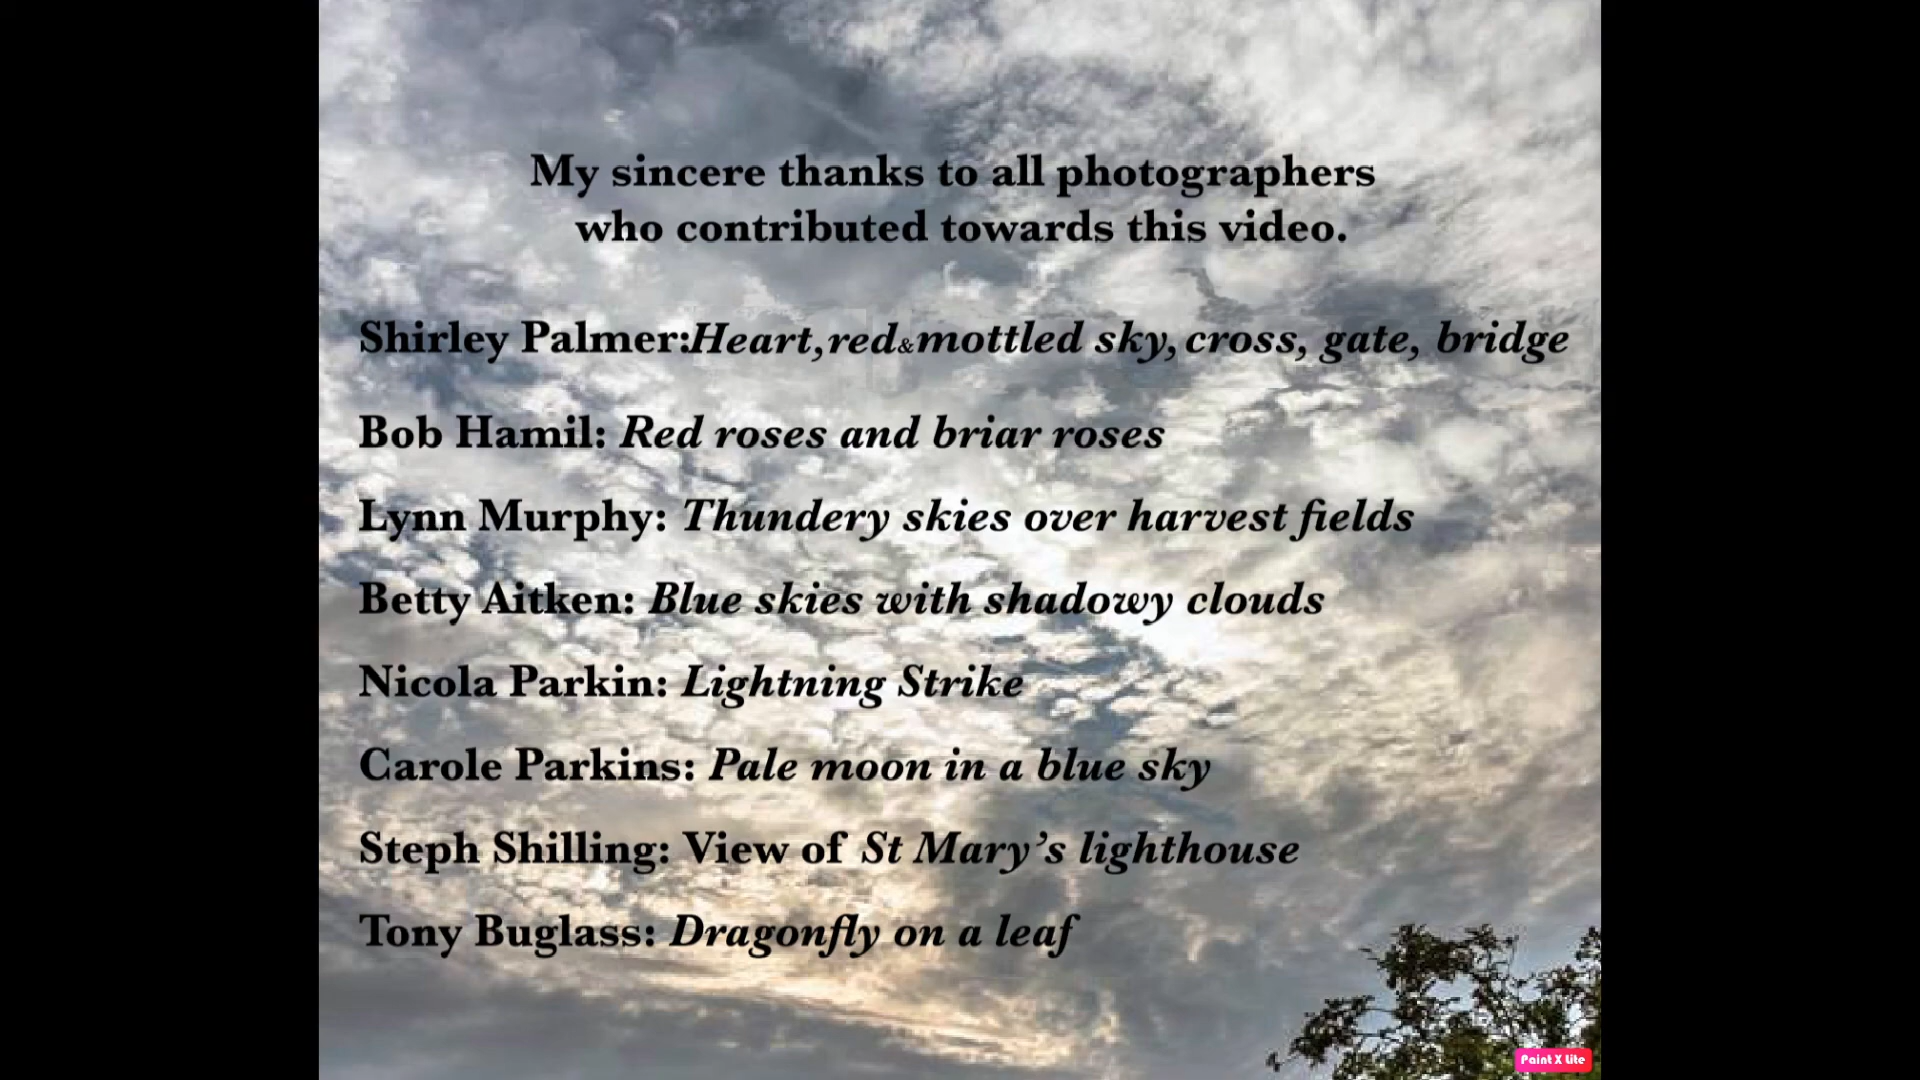 My sincere thanks to all photographers
who contributed towards this video.
Shirley Palmer:Heart,red&mottled sky, cross, gate, bridge
Bob Hamil: Red roses and briar roses
Lynn Murphy: Thundery skies over harvest fields
Betty Aitken: Blue skies with shadowy clouds
Nicola Parkin: Lightning Strike
Carole Parkins: Pale moon in a blue sky
Steph Shilling: View of St Mary’s lighthouse
Tony Buglass: Dragonfly on a leaf
Paint X Lite